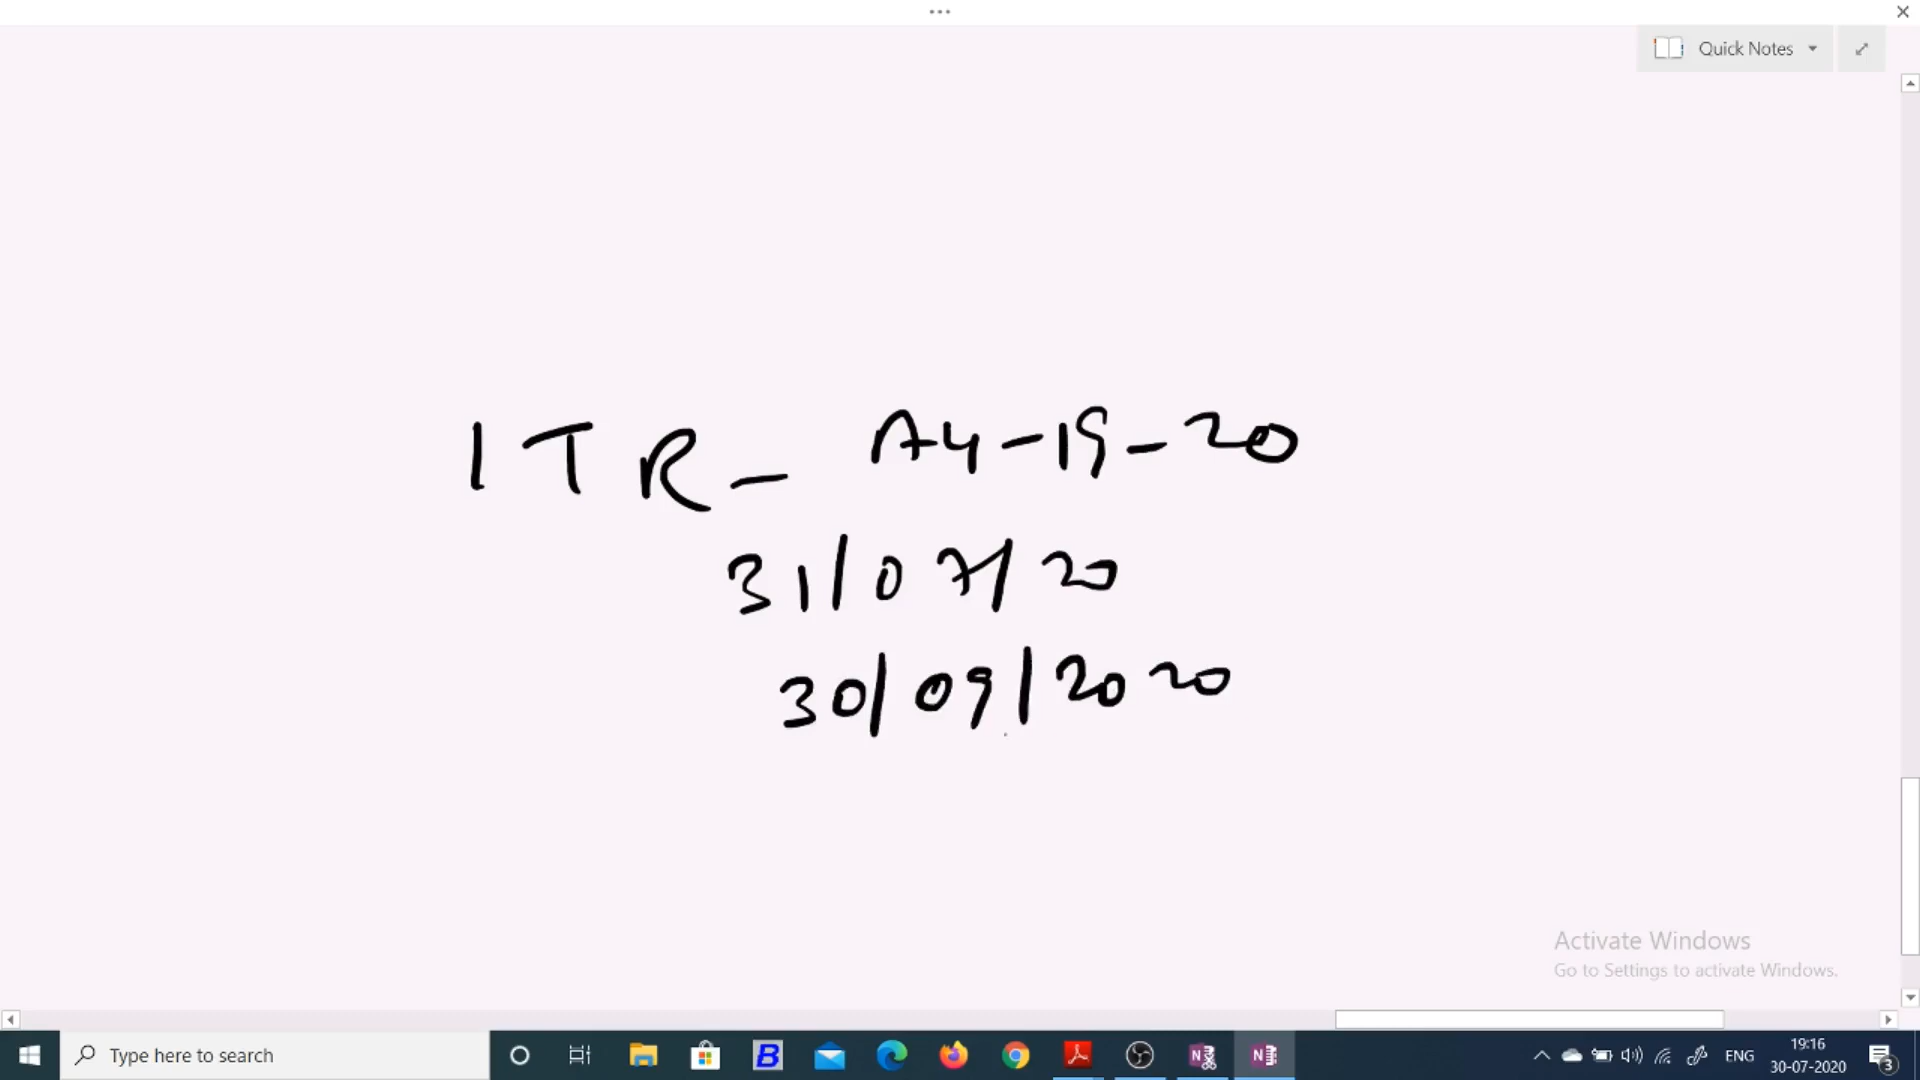 Quick Notes
ITR - AY-19-20
31/07/20
30/09/2020
Activate Windows
Go to Settings to activate Windows.
Type here to search
ENG
19:16
30-07-2020
3